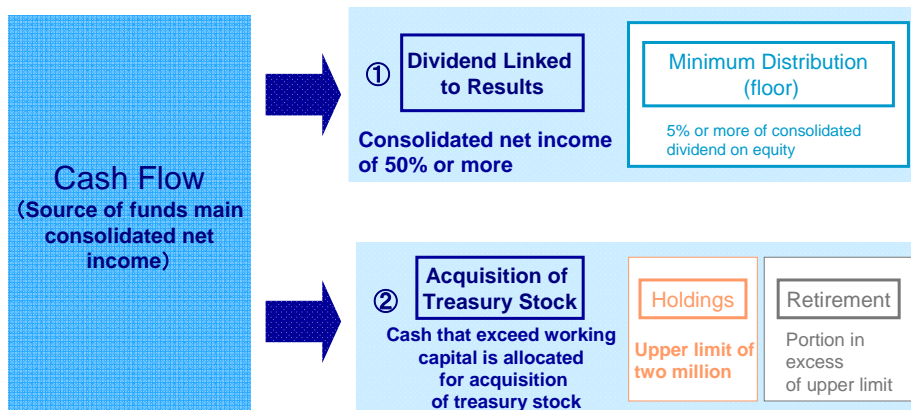 Cash Flow
（Source of funds main
consolidated net
income）
①
Dividend Linked
to Results
Consolidated net income
of 50% or more
Minimum Distribution
(floor)
5% or more of consolidated
dividend on equity
②
Acquisition of
Treasury Stock
Cash that exceed working
capital is allocated
for acquisition
of treasury stock
Holdings
Upper limit of
two million
Retirement
Portion in
excess
of upper limit